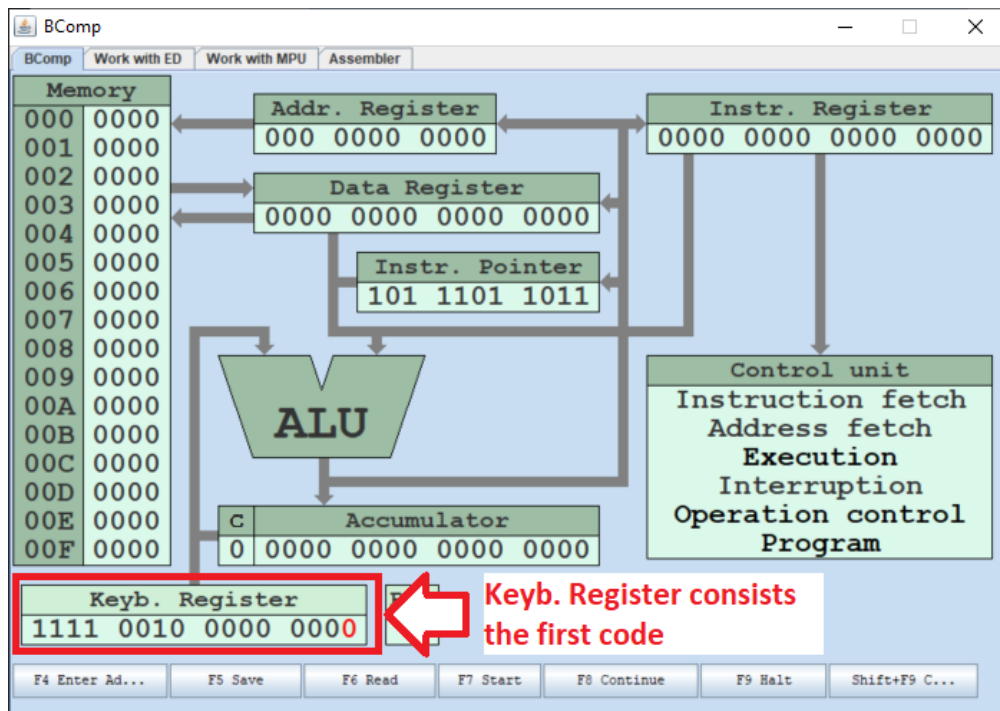 BComp
BComp Work with ED Work with MPU Assembler
Memory
000 0000
001 0000
002 0000
003 0000
004 0000
005 0000
006 0000
007 0000
008 0000
009 0000
00A 0000
00B 0000
00C 0000
00D 0000
00E 0000
00F 0000
Addr. Register
000 0000 0000
Instr. Register
0000 0000 0000 0000
Data Register
0000 0000 0000 0000
Instr. Pointer
101 1101 1011
ALU
Control unit
Instruction fetch
Address fetch
Execution
Interruption
Operation control
Program
C Accumulator
0 0000 0000 0000 0000
Keyb. Register
1111 0010 0000 0000
Keyb. Register consists
the first code
F4 Enter Ad... F5 Save F6 Read F7 Start F8 Continue F9 Halt Shift+F9 C...